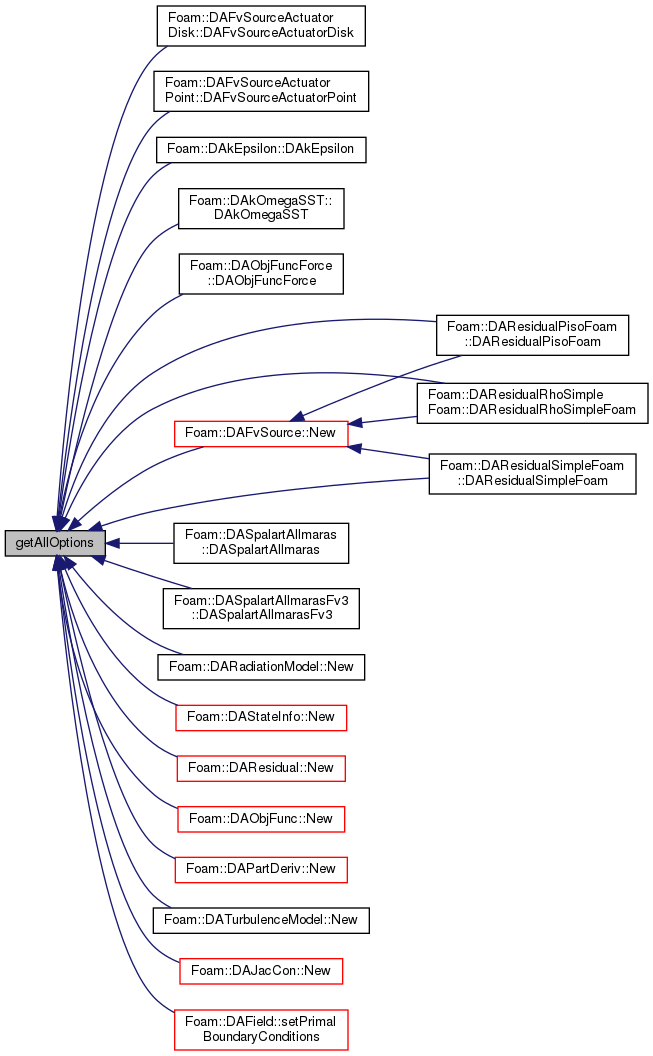 Foam::DAFvSourceActuator
Disk::DAFvSourceActuatorDisk
Foam::DAFvSourceActuator
Point::DAFvSourceActuatorPoint
Foam::DAkEpsilon::DAkEpsilon
Foam::DAkOmegaSST::
DAkOmegaSST
Foam::DAObjFuncForce
::DAObjFuncForce
Foam::DAResidualPisoFoam
::DAResidualPisoFoam
Foam::DAResidualRhoSimple
Foam::DAResidualRhoSimpleFoam
Foam::DAFvSource::New
Foam::DAResidualSimpleFoam
::DAResidualSimpleFoam
getAllOptions
Foam::DASpalartAllmaras
::DASpalartAllmaras
Foam::DASpalartAllmarasFv3
::DASpalartAllmarasFv3
Foam::DARadiationModel::New
Foam::DAStateInfo::New
Foam::DAResidual::New
Foam::DAObjFunc::New
Foam::DAPartDeriv::New
Foam::DATurbulenceModel::New
Foam::DAJacCon::New
Foam::DAField::setPrimal
BoundaryConditions